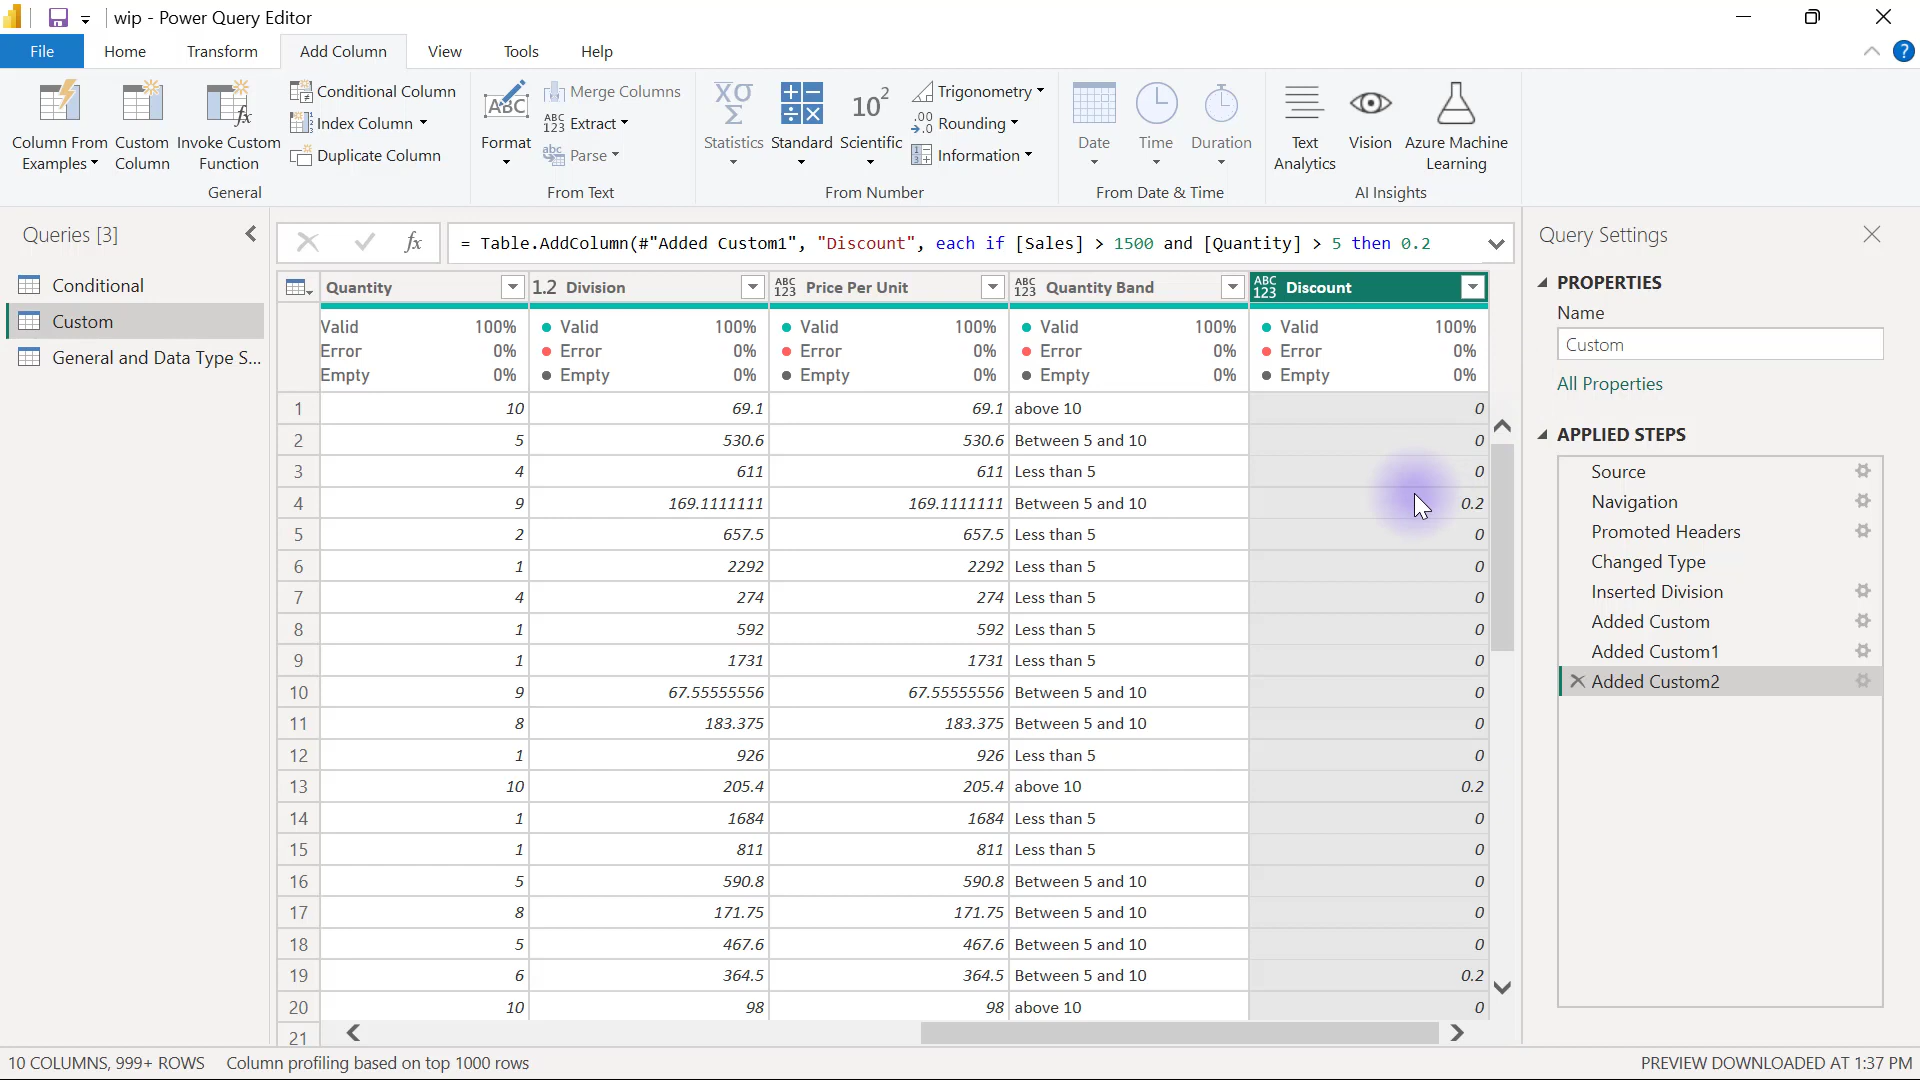 wip - Power Query Editor
File Home Transform Add Column View Tools Help
Column From Examples
Custom Column
Invoke Custom Function
Conditional Column
Index Column
Duplicate Column
General
Format
Merge Columns
Extract
Parse
From Text
Statistics
Standard
Scientific
Trigonometry
Rounding
Information
From Number
Date
Time
Duration
From Date & Time
Text Analytics
Vision
Azure Machine Learning
AI Insights
Queries [3]
Conditional
Custom
General and Data Type S...
= Table.AddColumn(#"Added Custom1", "Discount", each if [Sales] > 1500 and [Quantity] > 5 then 0.2
Quantity 1.2 Division ABC 123 Price Per Unit ABC 123 Quantity Band ABC 123 Discount
Valid 100% Valid 100% Valid 100% Valid 100% Valid 100%
Error 0% Error 0% Error 0% Error 0% Error 0%
Empty 0% Empty 0% Empty 0% Empty 0% Empty 0%
1 10 69.1 69.1 above 10 0
2 5 530.6 530.6 Between 5 and 10 0
3 4 611 611 Less than 5 0
4 9 169.1111111 169.1111111 Between 5 and 10 0.2
5 2 657.5 657.5 Less than 5 0
6 1 2292 2292 Less than 5 0
7 4 274 274 Less than 5 0
8 1 592 592 Less than 5 0
9 1 1731 1731 Less than 5 0
10 9 67.55555556 67.55555556 Between 5 and 10 0
11 8 183.375 183.375 Between 5 and 10 0
12 1 926 926 Less than 5 0
13 10 205.4 205.4 above 10 0.2
14 1 1684 1684 Less than 5 0
15 1 811 811 Less than 5 0
16 5 590.8 590.8 Between 5 and 10 0
17 8 171.75 171.75 Between 5 and 10 0
18 5 467.6 467.6 Between 5 and 10 0
19 6 364.5 364.5 Between 5 and 10 0.2
20 10 98 98 above 10 0
21
Query Settings
PROPERTIES
Name
Custom
All Properties
APPLIED STEPS
Source
Navigation
Promoted Headers
Changed Type
Inserted Division
Added Custom
Added Custom1
Added Custom2
10 COLUMNS, 999+ ROWS Column profiling based on top 1000 rows
PREVIEW DOWNLOADED AT 1:37 PM